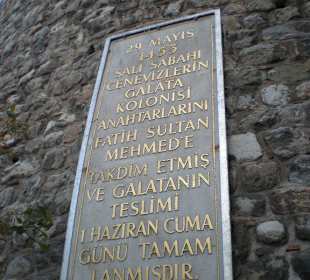 29 MAYIS
1453
SALI SABAHI
CENEVİZLERİN
GALATA
KOLONİSİ
ANAHTARLARINI
FATİH SULTAN
MEHMED'E
TAKDİM ETMİŞ
VE GALATANIN
TESLİMİ
1 HAZİRAN CUMA
GÜNÜ TAMAM
LANMIŞDIR.